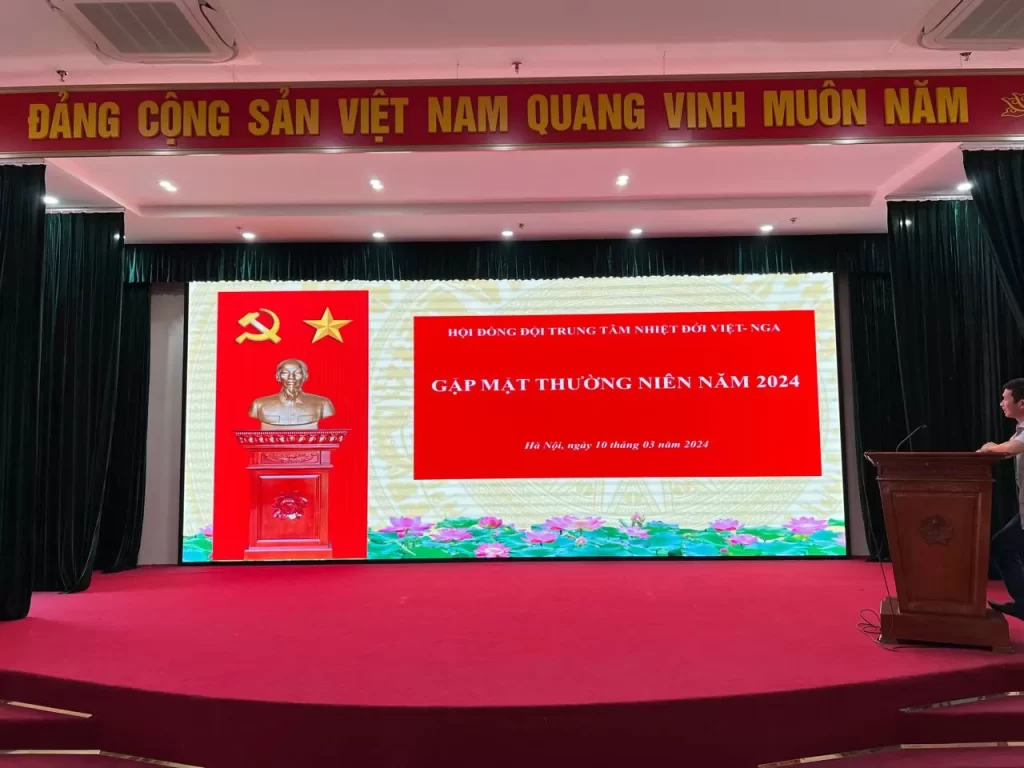 ĐẢNG CỘNG SẢN VIỆT NAM QUANG VINH MUÔN NĂM
HỘI ĐỒNG ĐỘI TRUNG TÂM NHIỆT ĐỚI VIỆT- NGA
GẶP MẶT THƯỜNG NIÊN NĂM 2024
Hà Nội, ngày 10 tháng 03 năm 2024